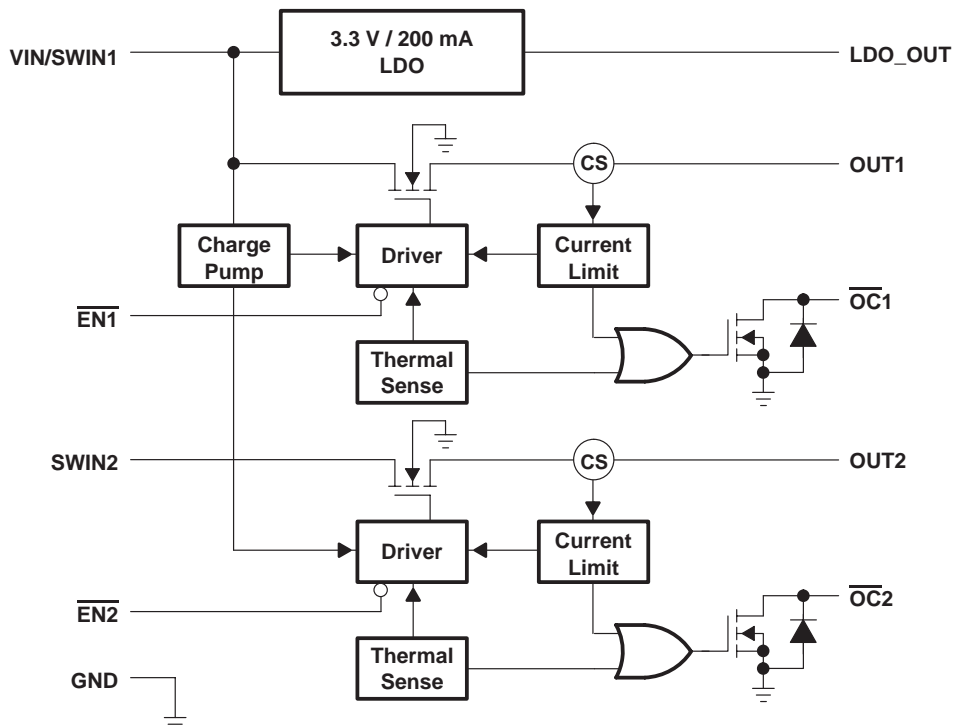 VIN/SWIN1
3.3 V / 200 mA
LDO
LDO_OUT
CS
OUT1
Charge
Pump
Driver
Current
Limit
EN1
OC1
Thermal
Sense
SWIN2
CS
OUT2
Driver
Current
Limit
EN2
OC2
Thermal
Sense
GND